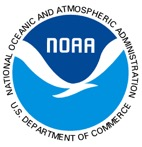 NATIONAL OCEANIC AND ATMOSPHERIC ADMINISTRATION
NOAA
U.S. DEPARTMENT OF COMMERCE